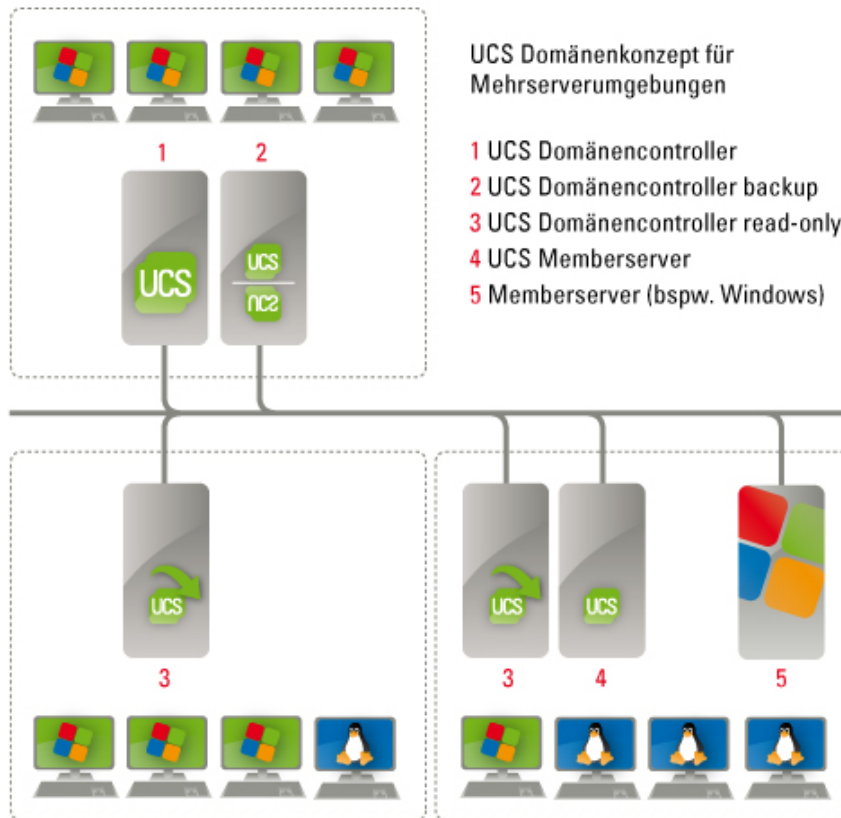 UCS Domänenkonzept für
Mehrserverumgebungen
1 UCS Domänencontroller
2 UCS Domänencontroller backup
3 UCS Domänencontroller read-only
4 UCS Memberserver
5 Memberserver (bspw. Windows)
1 2
UCS UCS
UCS
UCS UCS UCS
3 3 4 5